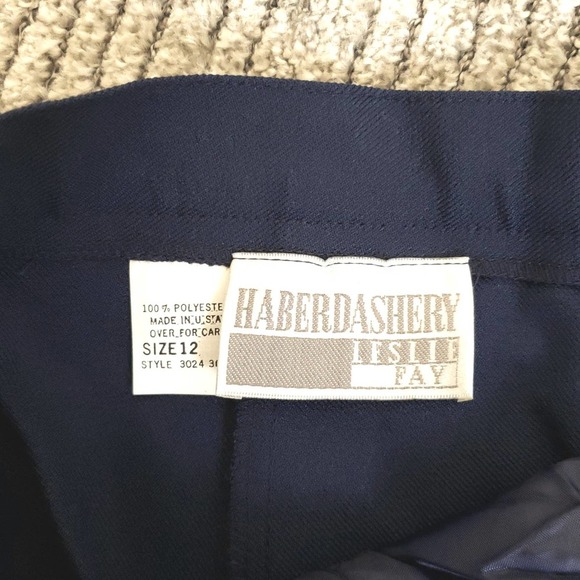 100% POLYESTE
MADE IN U.S.A
OVER FOR CAR
SIZE 12
STYLE 3024 3
HABERDASHERY
LESLIE
FAY